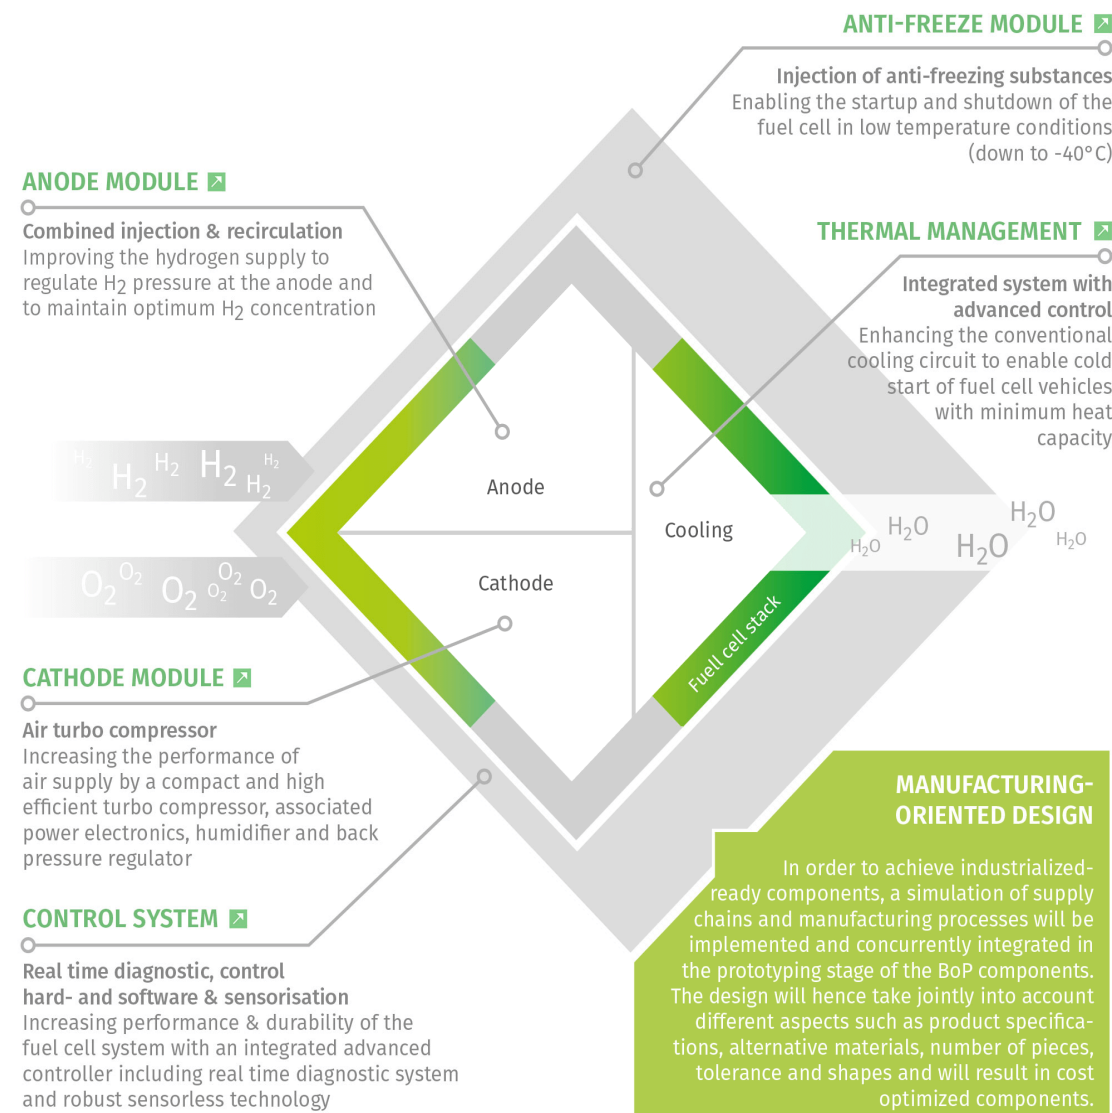 ANTI-FREEZE MODULE
Injection of anti-freezing substances
Enabling the startup and shutdown of the
fuel cell in low temperature conditions
(down to -40°C)
ANODE MODULE
Combined injection & recirculation
Improving the hydrogen supply to
regulate H2 pressure at the anode and
to maintain optimum H2 concentration
THERMAL MANAGEMENT
Integrated system with
advanced control
Enhancing the conventional
cooling circuit to enable cold
start of fuel cell vehicles
with minimum heat
capacity
H2 H2 H2 H2 H2 H2
Anode
Cooling
H2O H2O H2O H2O H2O
Cathode
O2 O2 O2 O2 O2 O2
Fuell cell stack
CATHODE MODULE
Air turbo compressor
Increasing the performance of
air supply by a compact and high
efficient turbo compressor, associated
power electronics, humidifier and back
pressure regulator
CONTROL SYSTEM
Real time diagnostic, control
hard- and software & sensorisation
Increasing performance & durability of the
fuel cell system with an integrated advanced
controller including real time diagnostic system
and robust sensorless technology
MANUFACTURING-
ORIENTED DESIGN
In order to achieve industrialized-
ready components, a simulation of supply
chains and manufacturing processes will be
implemented and concurrently integrated in
the prototyping stage of the BoP components.
The design will hence take jointly into account
different aspects such as product specifica-
tions, alternative materials, number of pieces,
tolerance and shapes and will result in cost
optimized components.